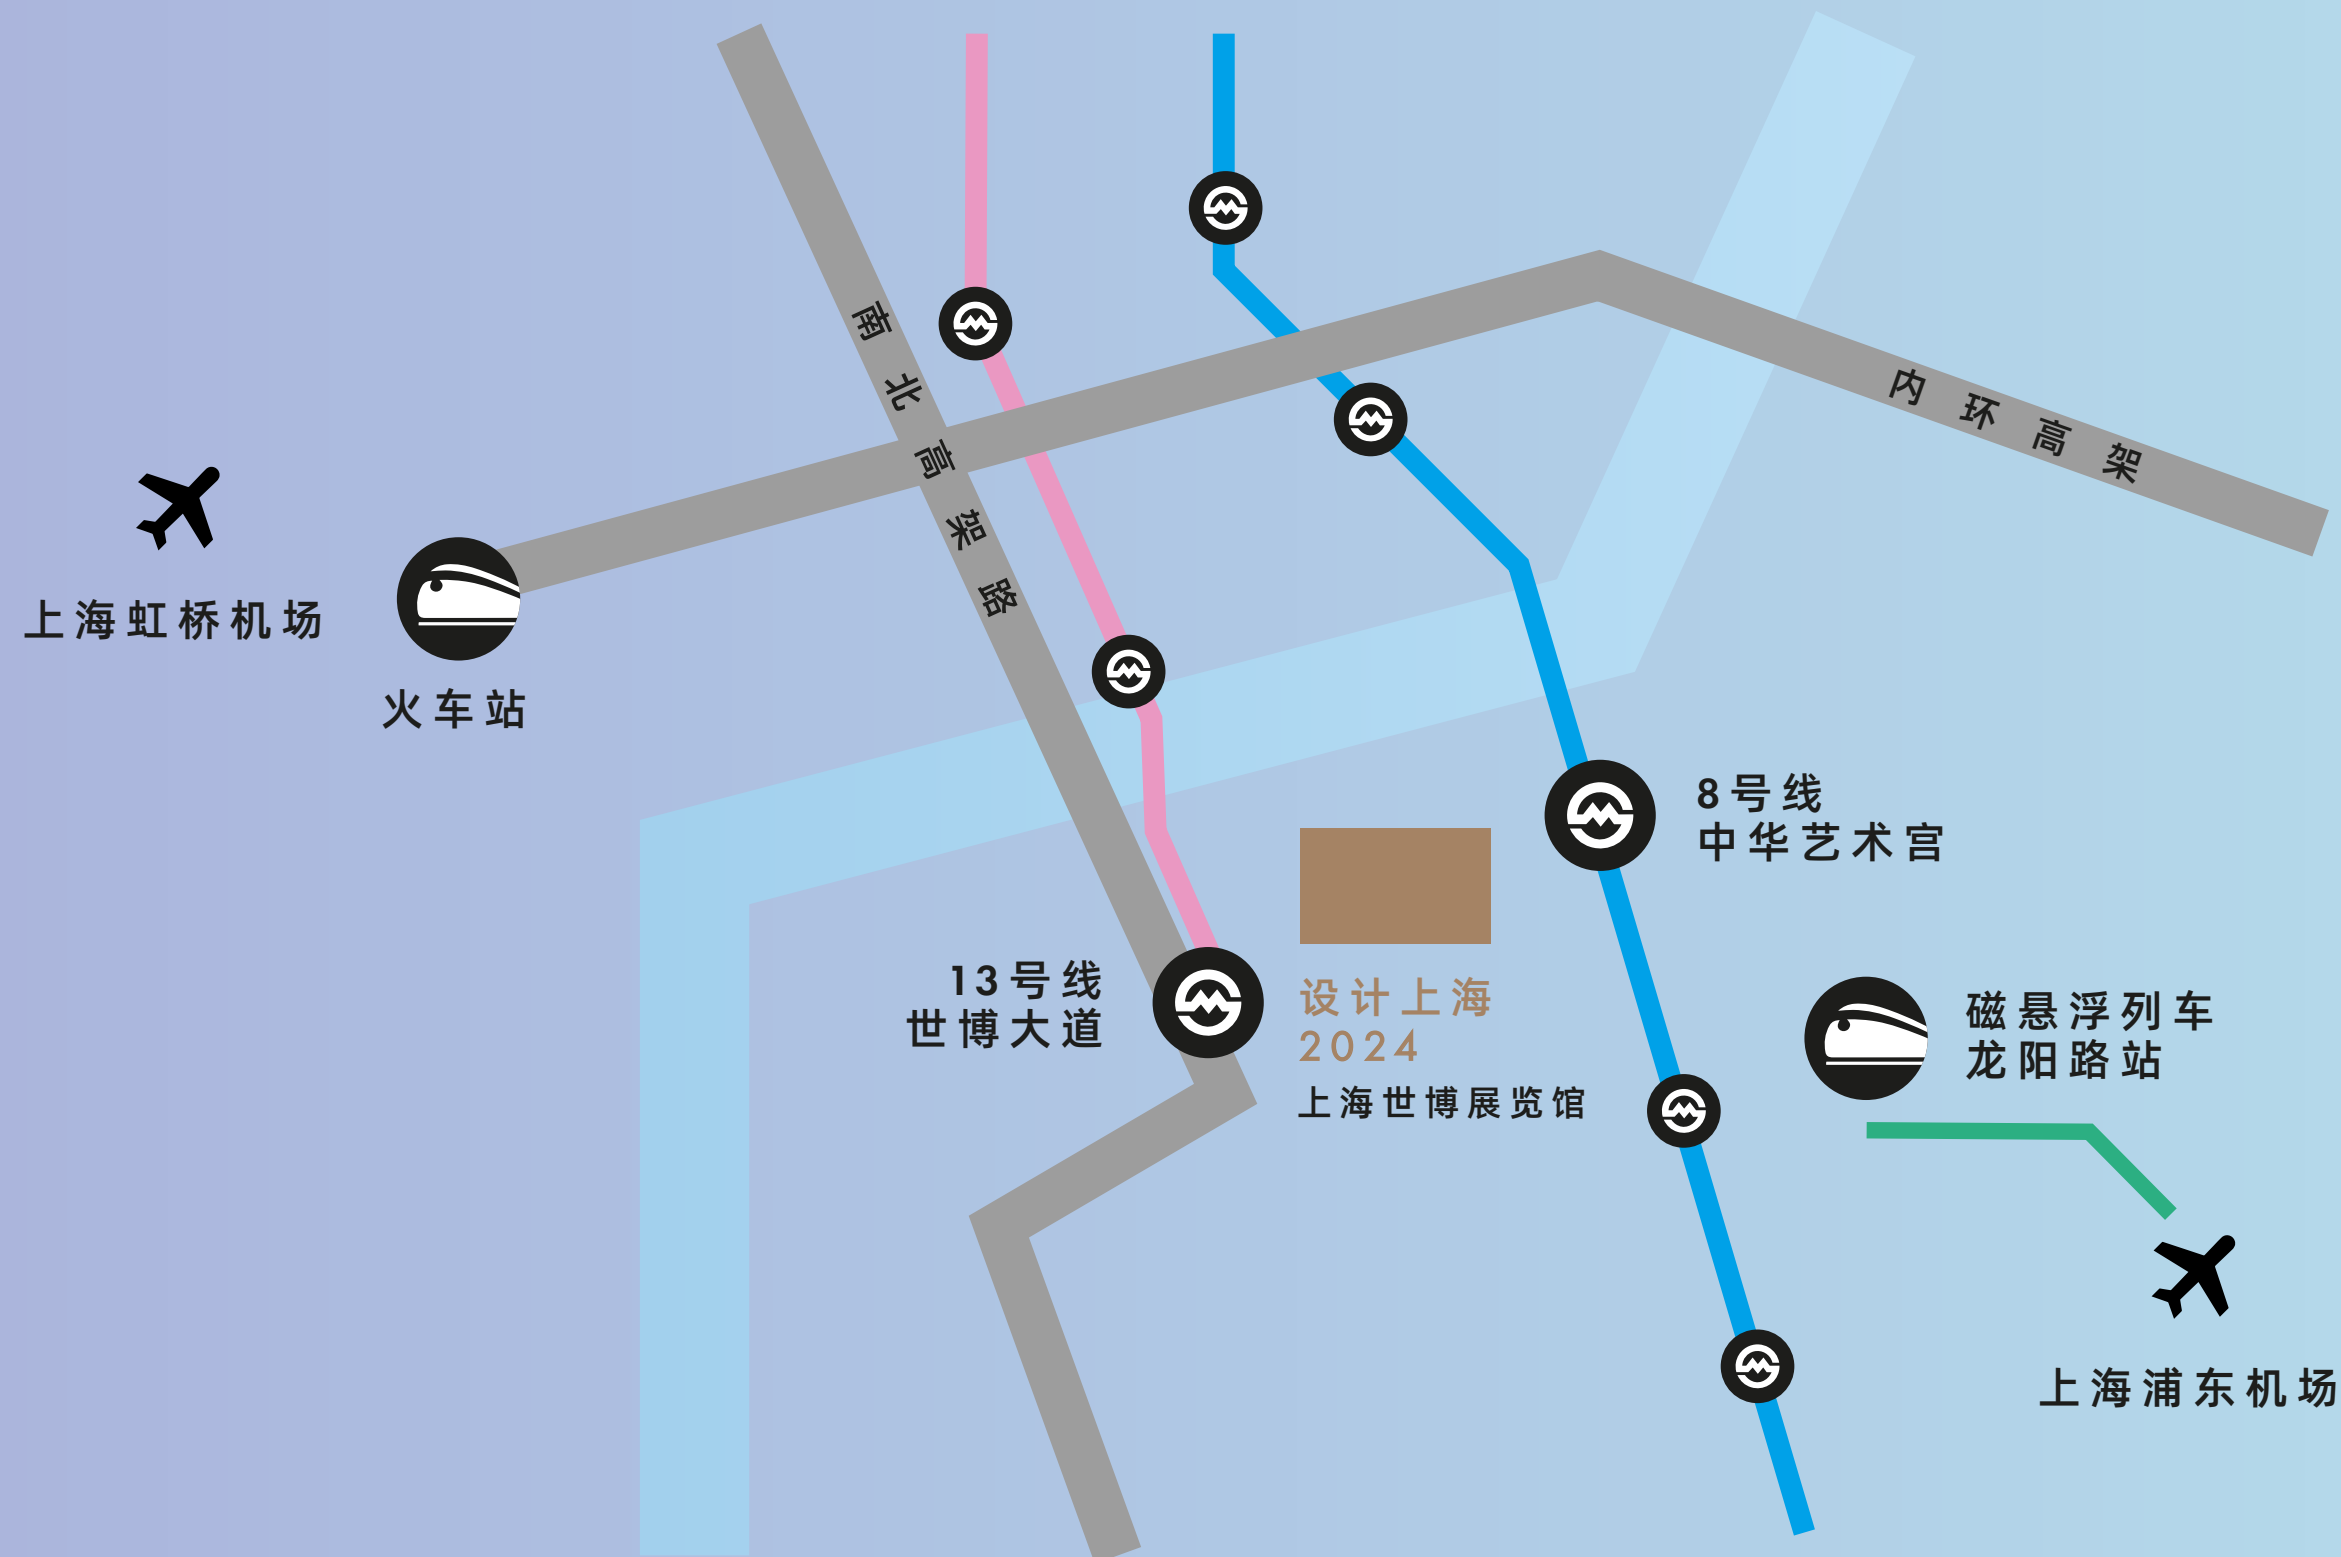 南北高架路
内环高架
上海虹桥机场
火车站
8号线
中华艺术宫
13号线
世博大道
设计上海
2024
上海世博展览馆
磁悬浮列车
龙阳路站
上海浦东机场